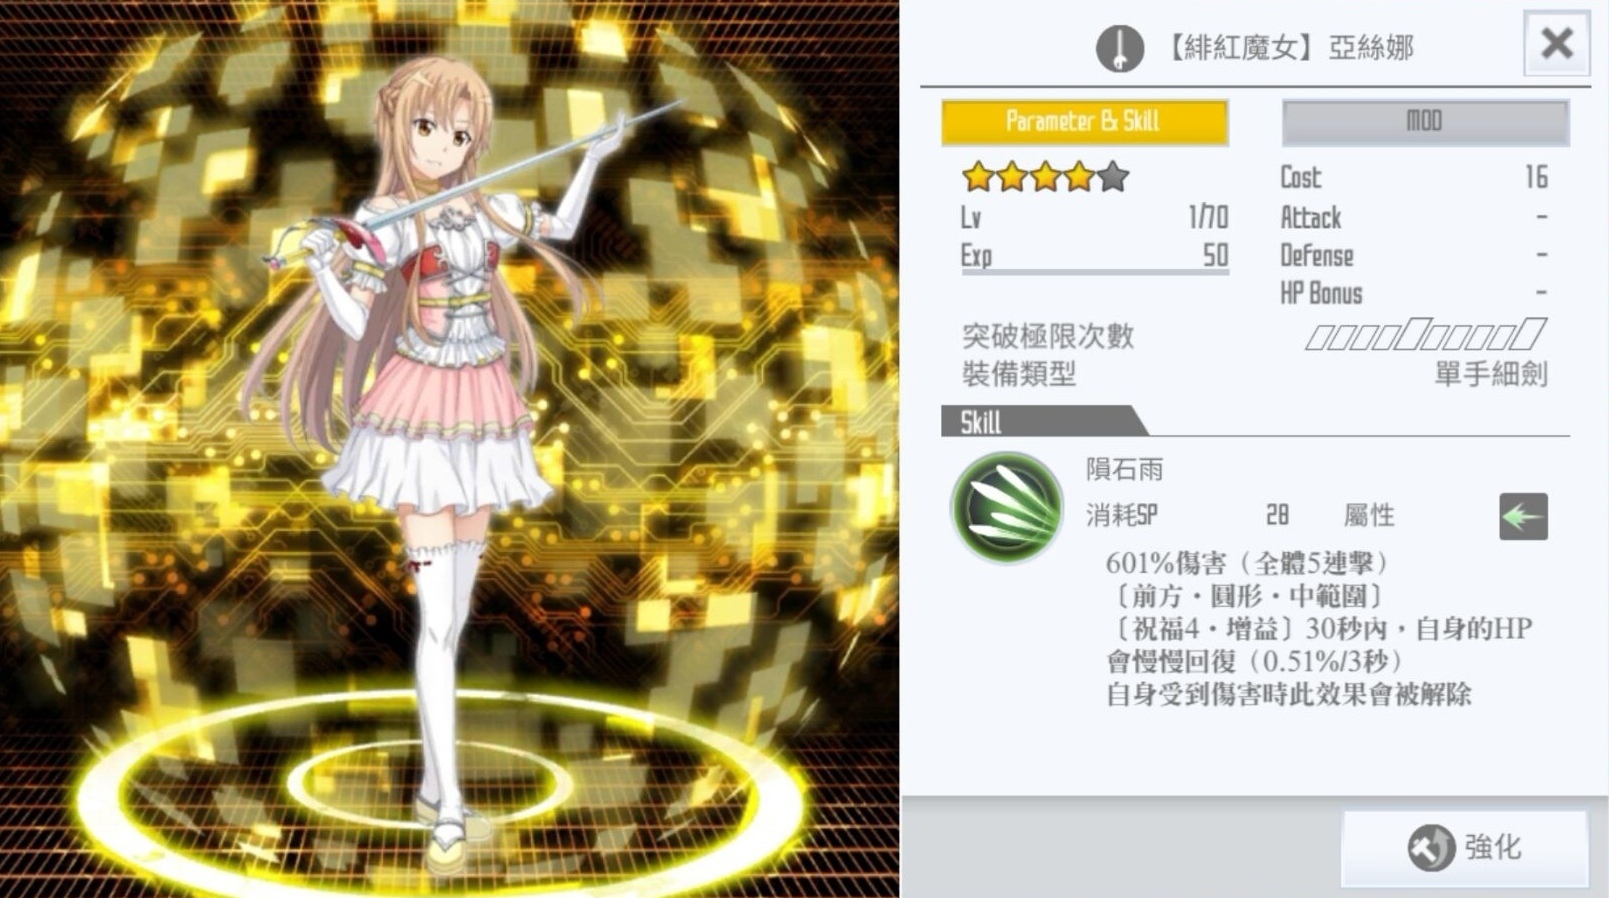 【緋紅魔女】亞絲娜
Parameter & Skill
MOD
Lv 1/70
Exp 50
Cost 16
Attack -
Defense -
HP Bonus -
突破極限次數
裝備類型 單手細劍
Skill
隕石雨
消耗SP 28 屬性
601%傷害（全體5連擊）
〔前方・圓形・中範圍〕
〔祝福4・增益〕30秒內，自身的HP
會慢慢回復（0.51%/3秒）
自身受到傷害時此效果會被解除
強化